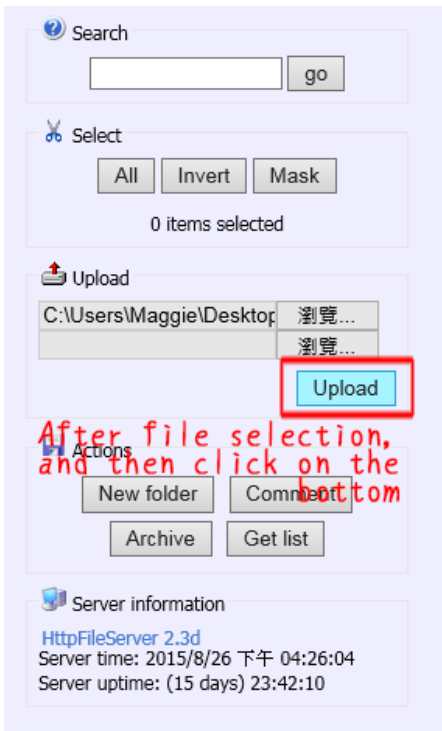 Search
go
Select
All Invert Mask
0 items selected
Upload
C:\Users\Maggie\Desktop 瀏覽...
瀏覽...
Upload
After file selection,
and then click on the
bottom
Actions
New folder Comment
Archive Get list
Server information
HttpFileServer 2.3d
Server time: 2015/8/26 下午 04:26:04
Server uptime: (15 days) 23:42:10